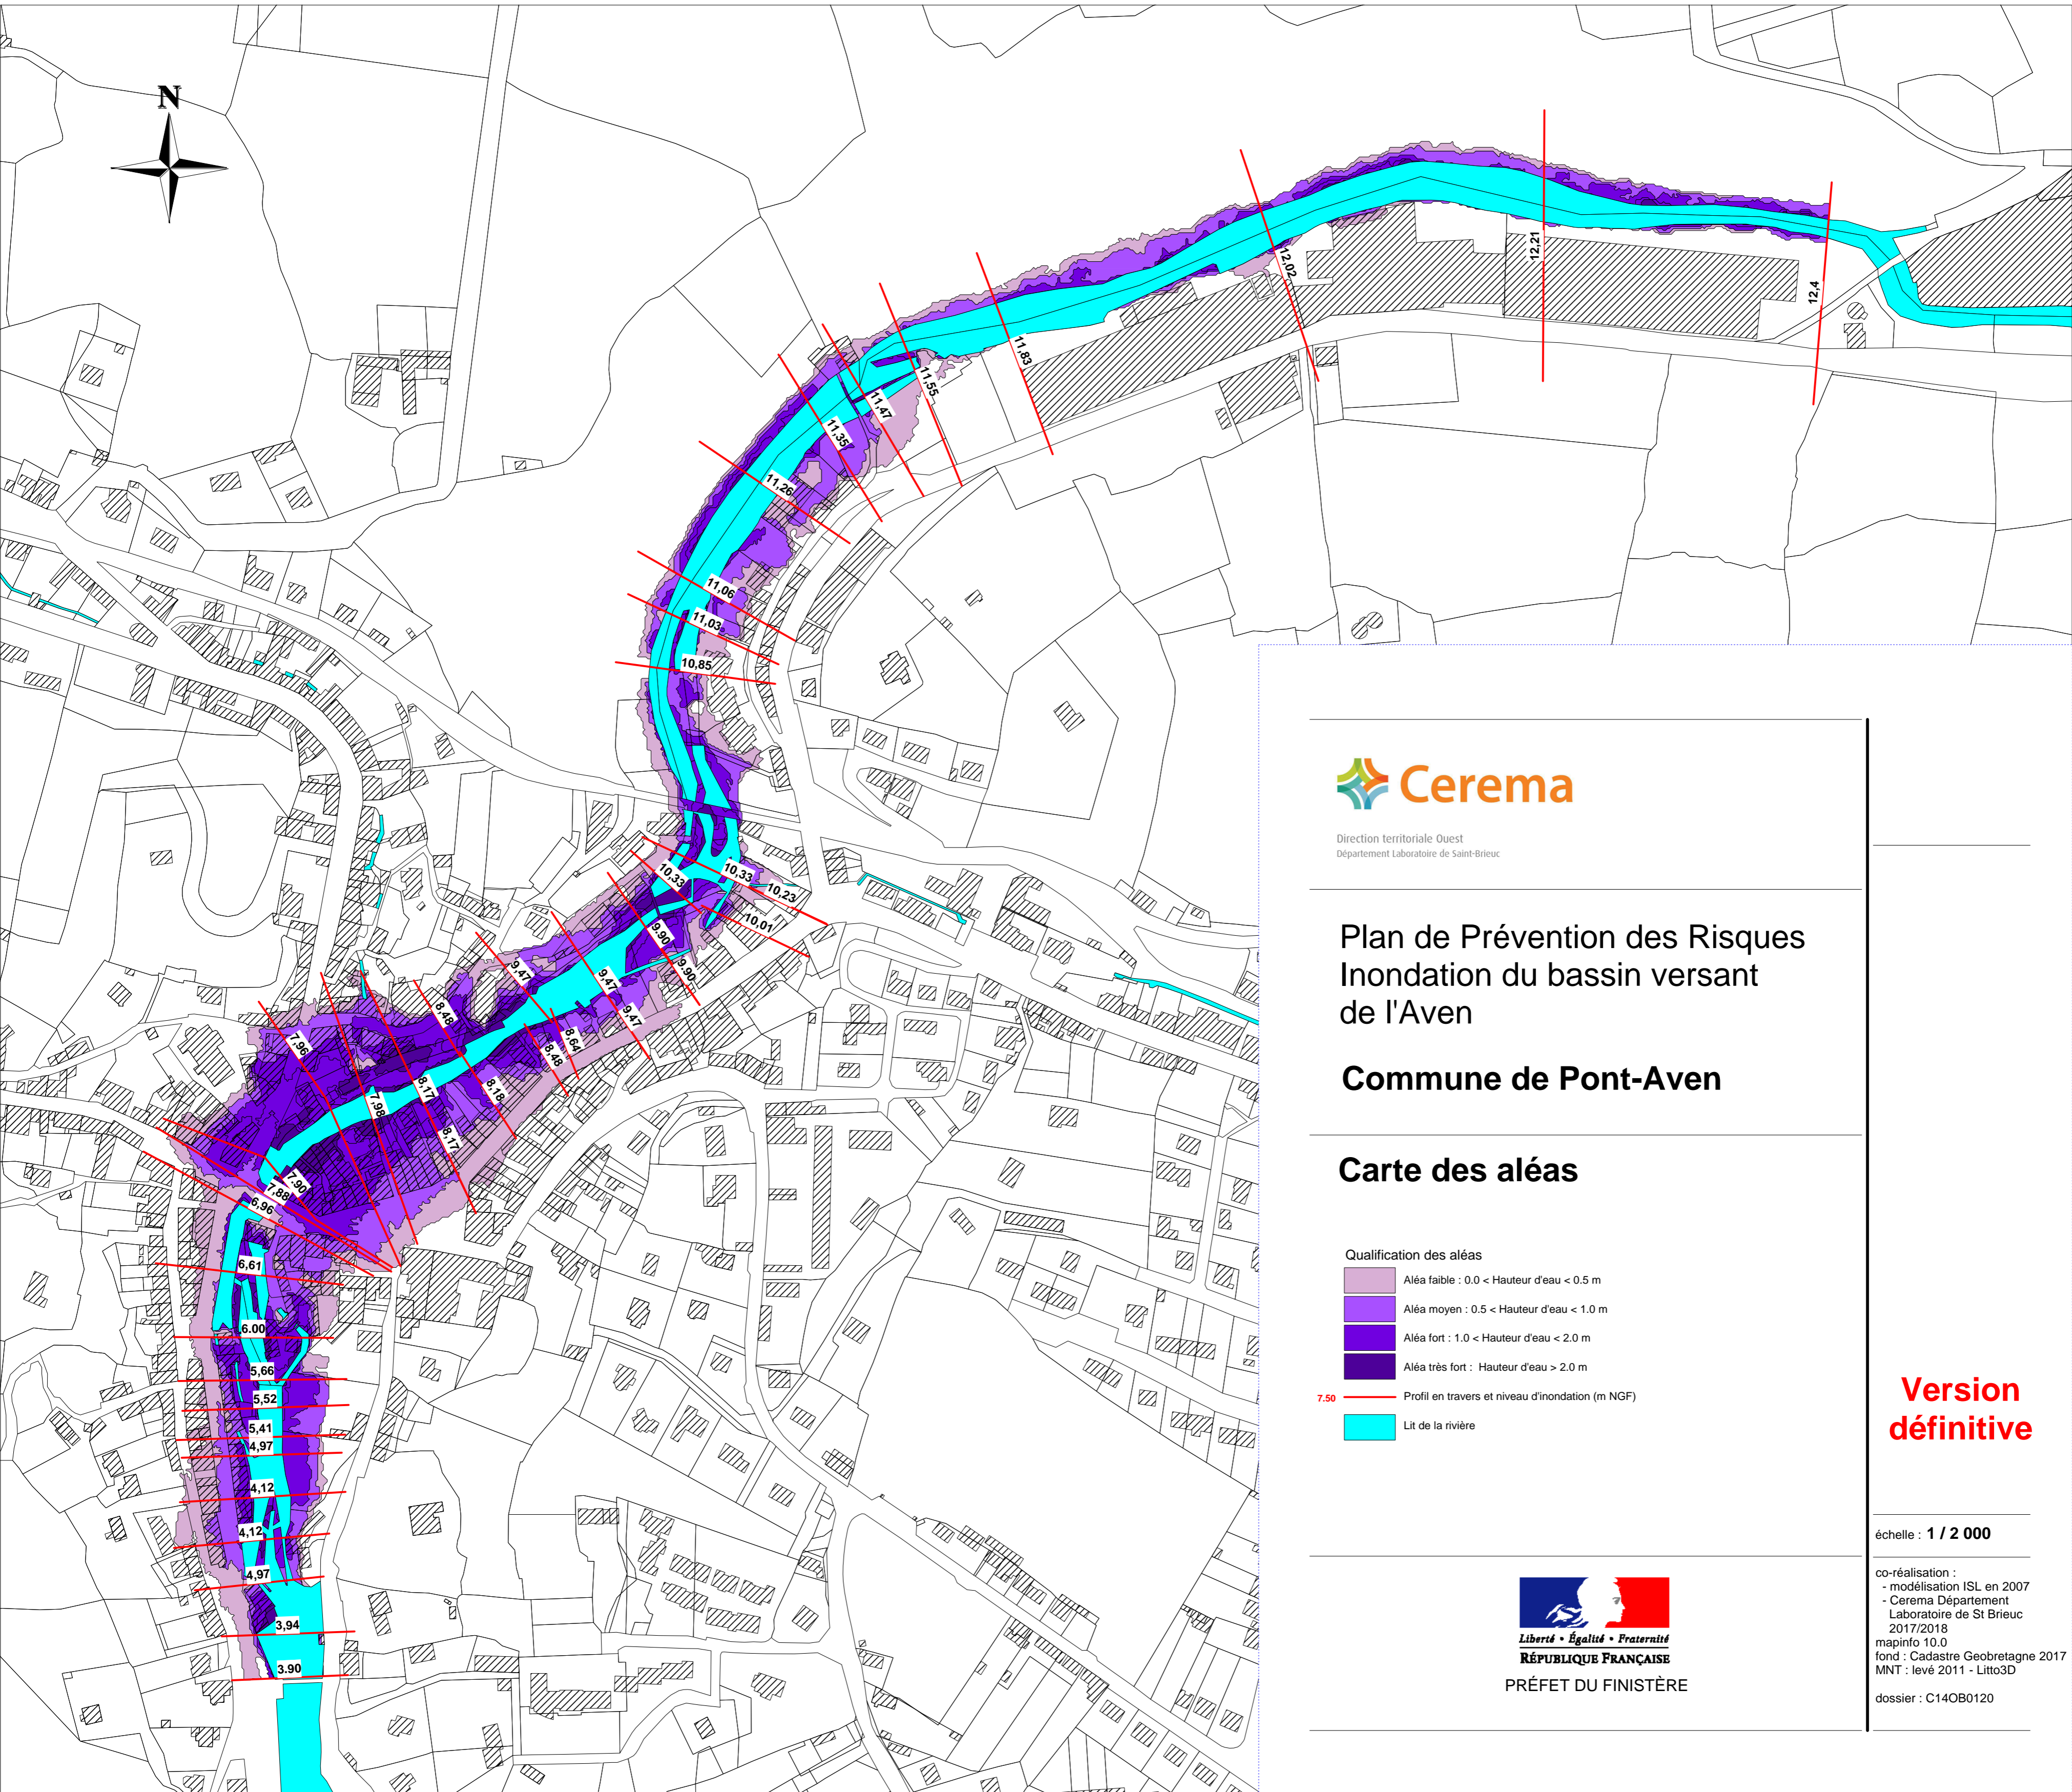 N
12,21
12,02
12,4
11,83
11,55
11,47
11,35
11,26
11,06
11,03
10,85
10,33
10,33
10,23
10,01
9.90
9.90
9,47
9,47
9,47
8,64
8,48
8,48
8,18
8,17
8,17
7,98
7,96
7.90
7,88
6,96
6,61
6.00
5,66
5,52
5,41
4,97
4,12
4,12
4,97
3,94
3.90
Cerema
Direction territoriale Ouest
Département Laboratoire de Saint-Brieuc
Plan de Prévention des Risques
Inondation du bassin versant
de l'Aven
Commune de Pont-Aven
Carte des aléas
Qualification des aléas
Aléa faible : 0.0 < Hauteur d'eau < 0.5 m
Aléa moyen : 0.5 < Hauteur d'eau < 1.0 m
Aléa fort : 1.0 < Hauteur d'eau < 2.0 m
Aléa très fort : Hauteur d'eau > 2.0 m
7.50 Profil en travers et niveau d'inondation (m NGF)
Lit de la rivière
Liberté • Égalité • Fraternité
RÉPUBLIQUE FRANÇAISE
PRÉFET DU FINISTÈRE
Version
définitive
échelle : 1 / 2 000
co-réalisation :
- modélisation ISL en 2007
- Cerema Département
Laboratoire de St Brieuc
2017/2018
mapinfo 10.0
fond : Cadastre Geobretagne 2017
MNT : levé 2011 - Litto3D
dossier : C14OB0120